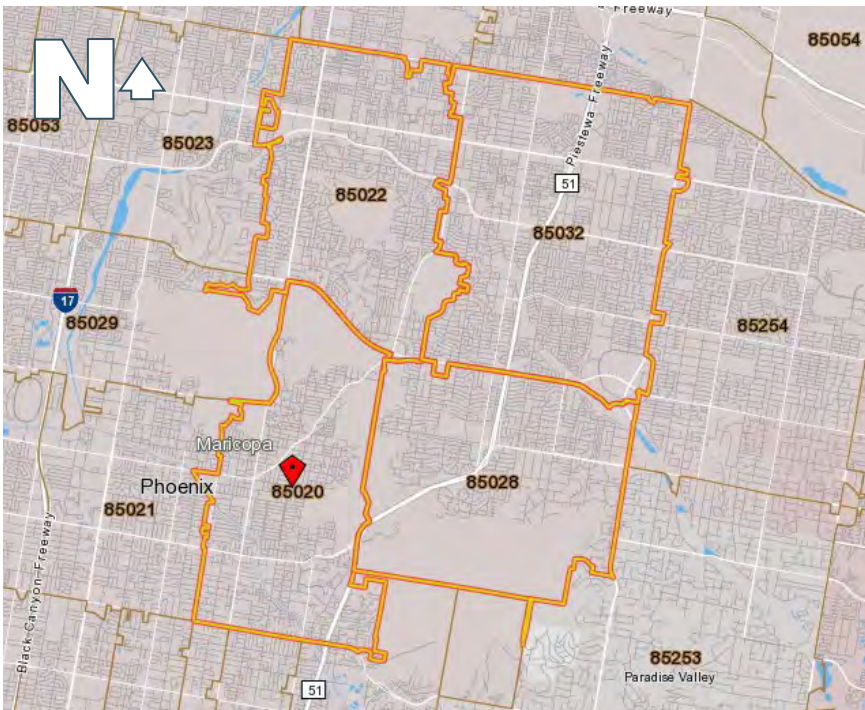 Freeway
85054
N
85053
85023
Piestewa Freeway
51
85022
85032
17
85029
85254
Maricopa
Phoenix
85020
85028
85021
Black Canyon Freeway
85253
Paradise Valley
51